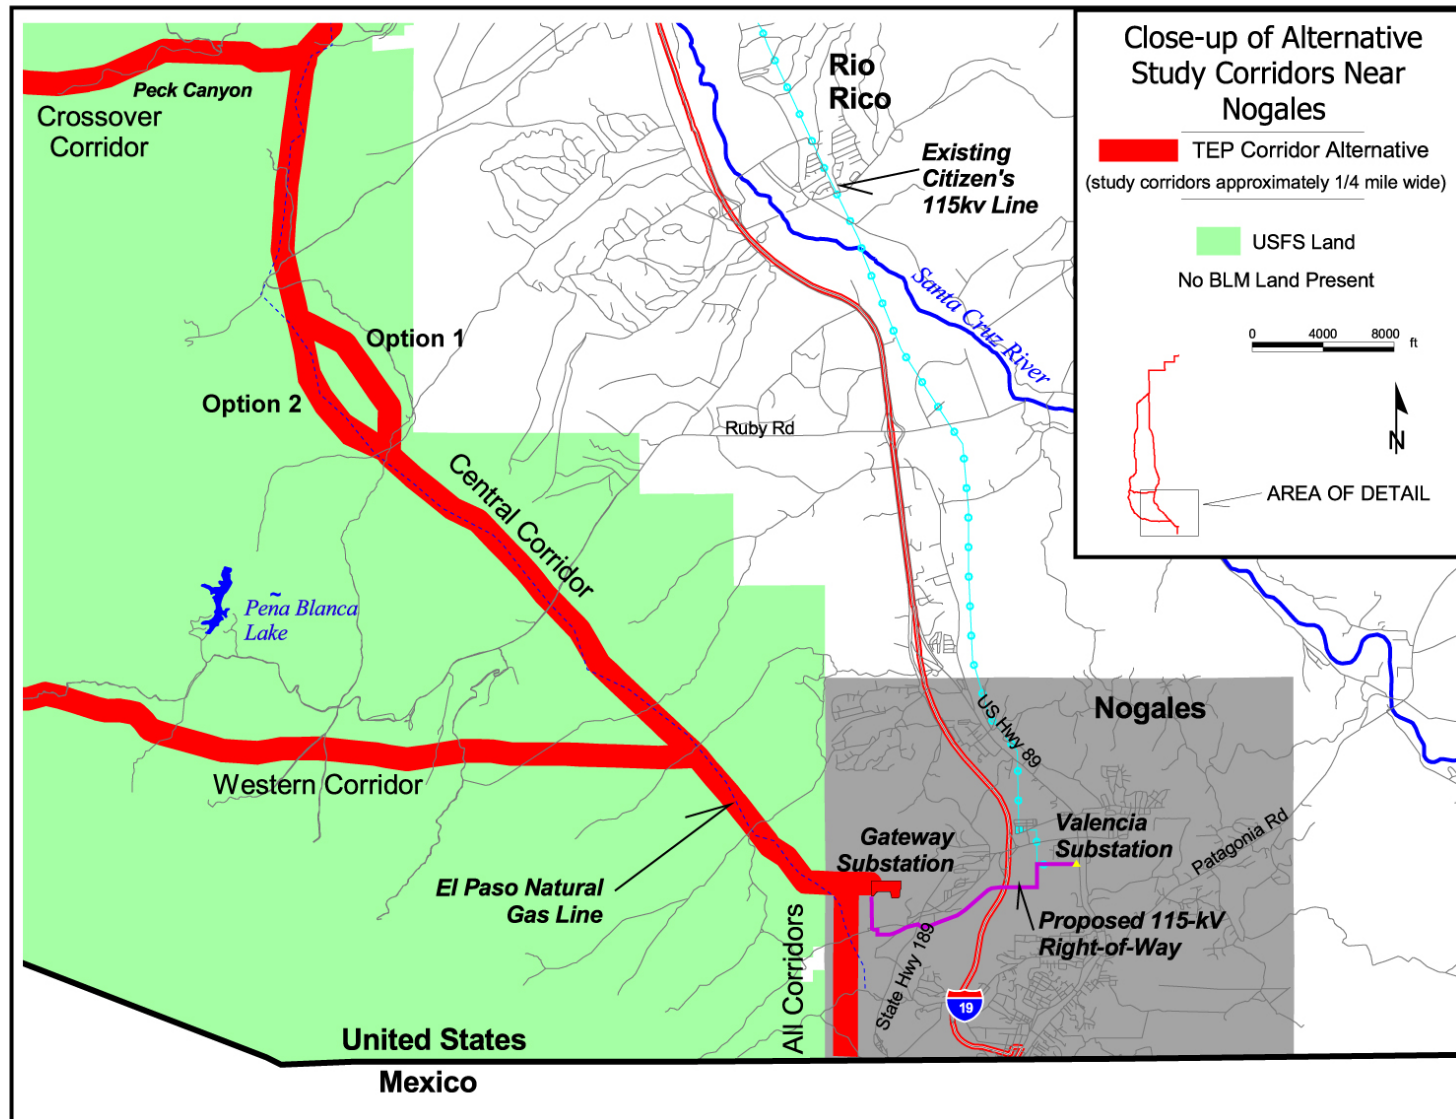 Close-up of Alternative
Study Corridors Near
Nogales
TEP Corridor Alternative
(study corridors approximately 1/4 mile wide)
USFS Land
No BLM Land Present
0 4000 8000 ft
N
AREA OF DETAIL
Peck Canyon
Crossover
Corridor
Rio
Rico
Existing
Citizen's
115kv Line
Santa Cruz River
Option 1
Option 2
Ruby Rd
Central Corridor
Peña Blanca
Lake
Western Corridor
US Hwy 89
Nogales
Gateway
Substation
Valencia
Substation
Patagonia Rd
El Paso Natural
Gas Line
All Corridors
State Hwy 189
Proposed 115-kV
Right-of-Way
19
United States
Mexico